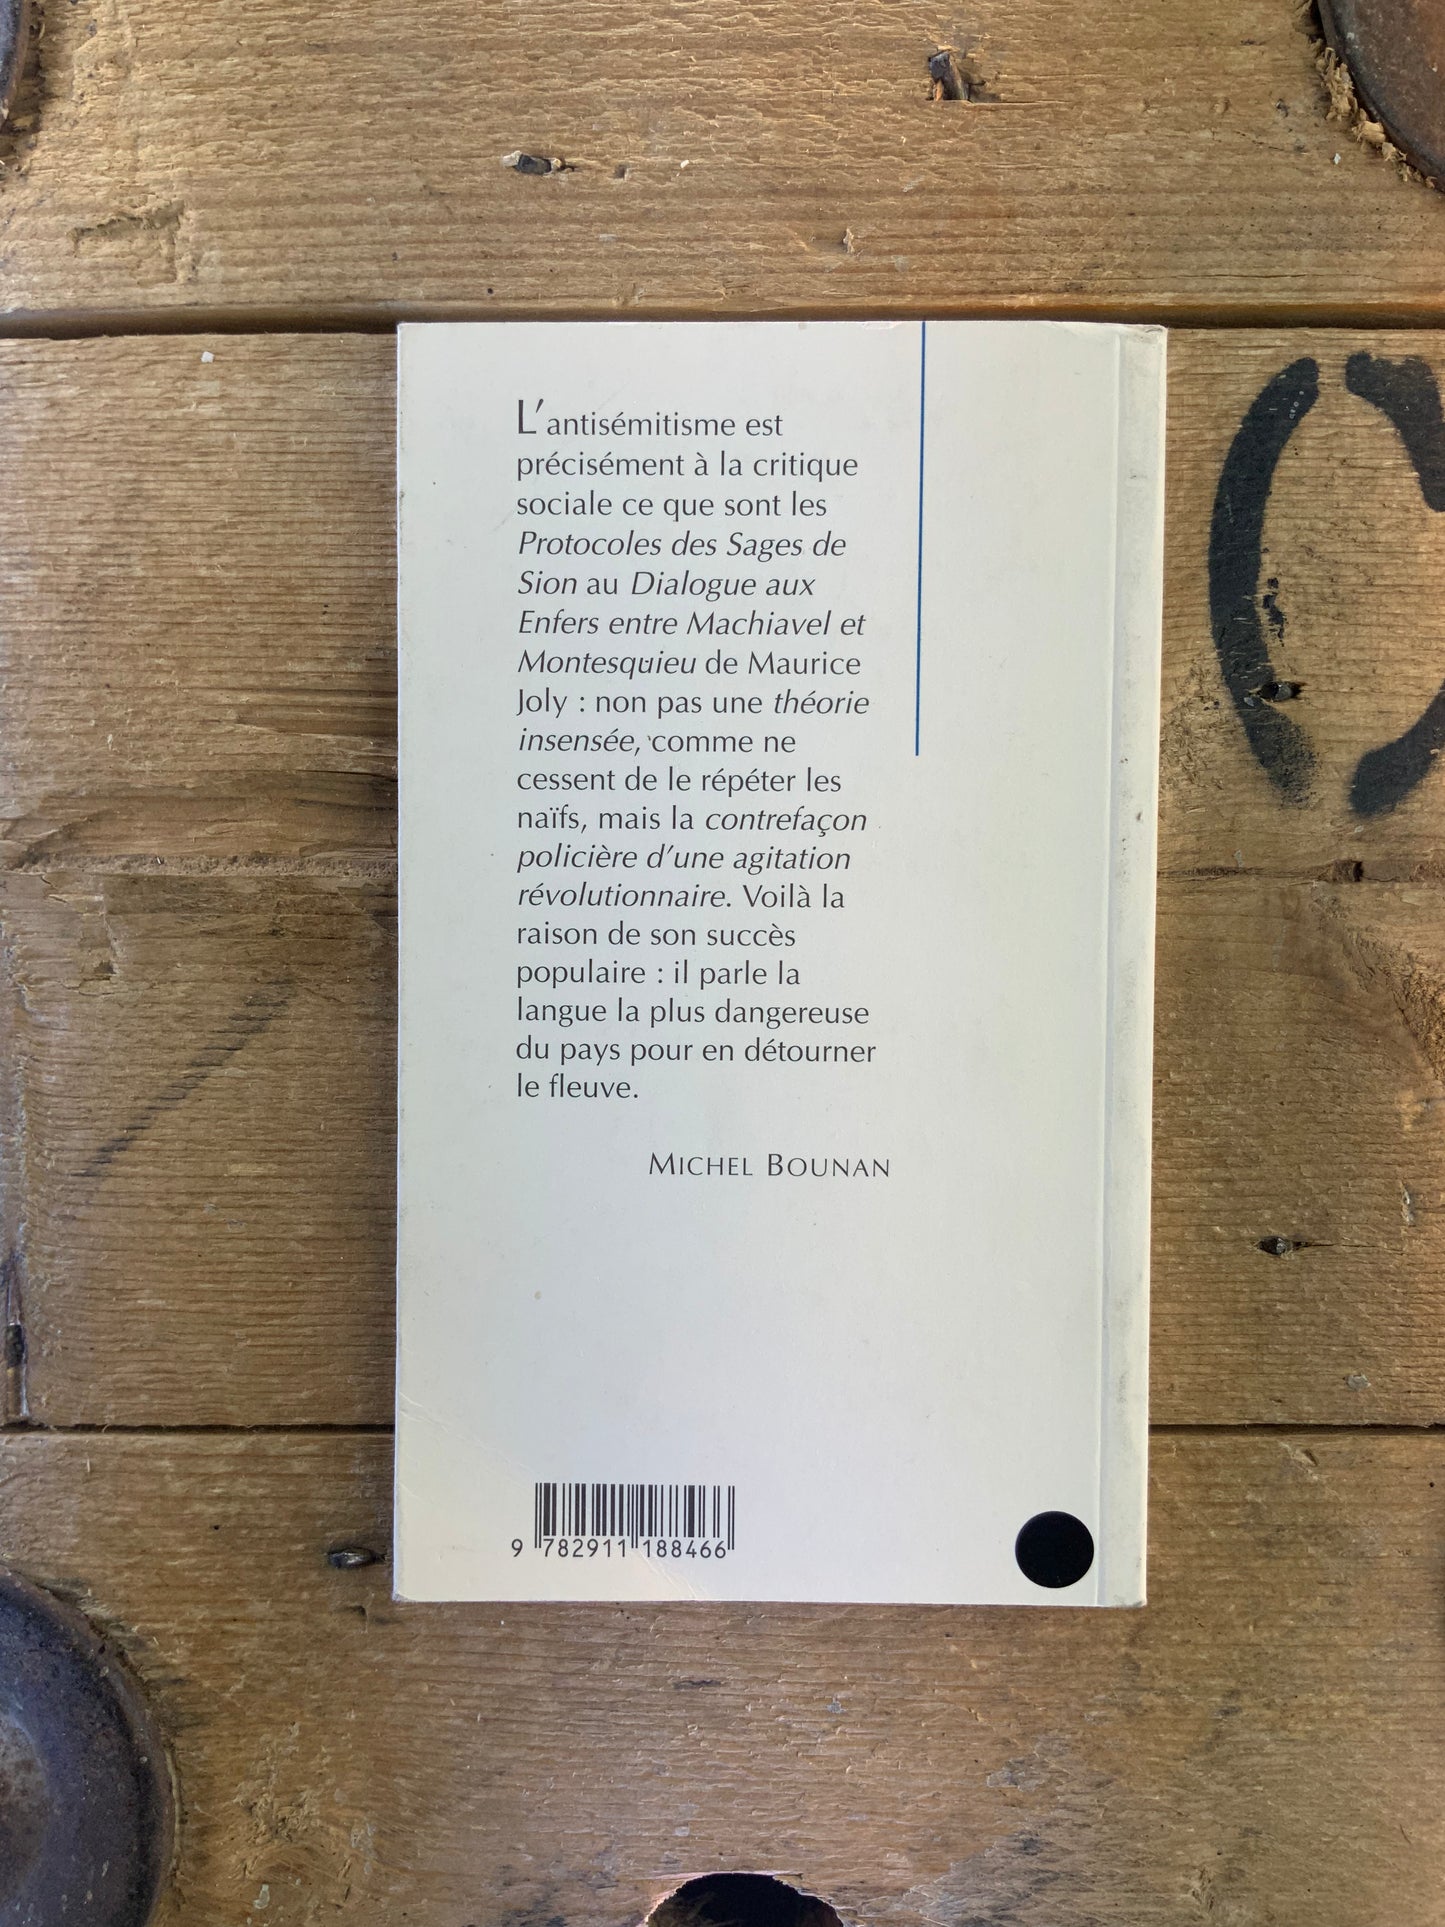 L’antisémitisme est
précisément à la critique
sociale ce que sont les
Protocoles des Sages de
Sion au Dialogue aux
Enfers entre Machiavel et
Montesquieu de Maurice
Joly : non pas une théorie
insensée, comme ne
cessent de le répéter les
naïfs, mais la contrefaçon
policière d’une agitation
révolutionnaire. Voilà la
raison de son succès
populaire : il parle la
langue la plus dangereuse
du pays pour en détourner
le fleuve.
MICHEL BOUNAN
9 782911 188466